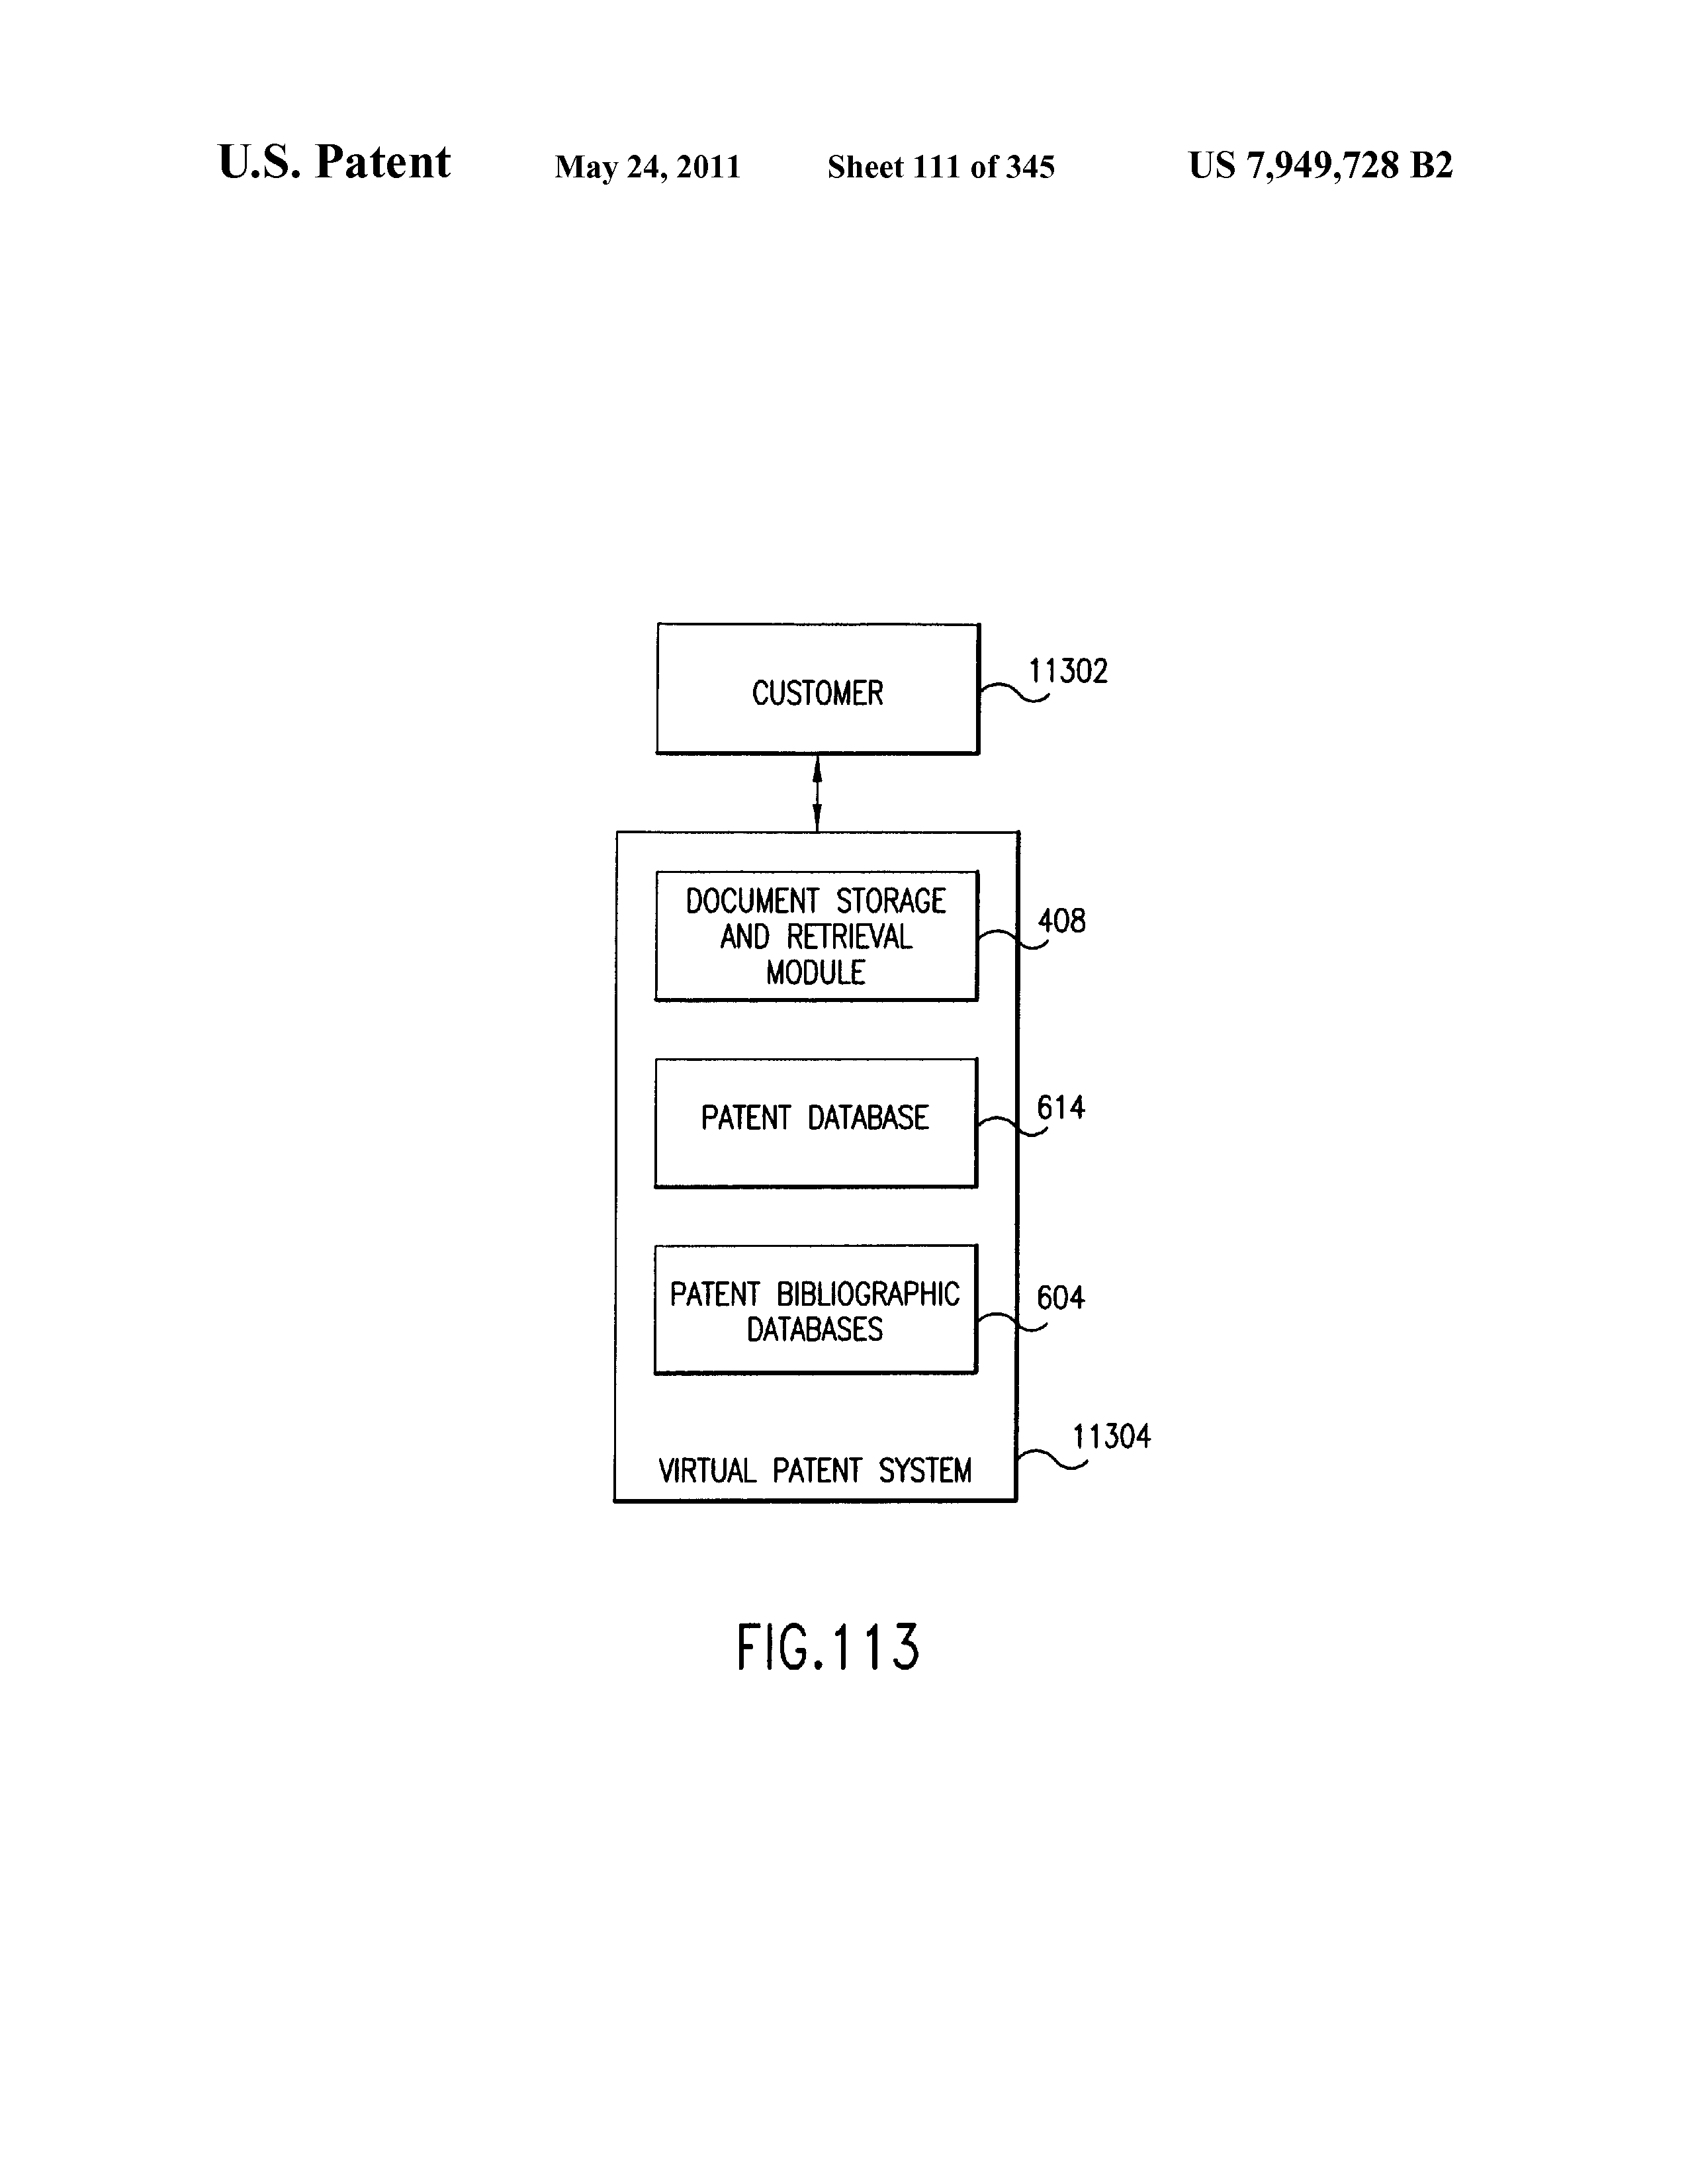 U.S. Patent May 24, 2011 Sheet 111 of 345 US 7,949,728 B2
CUSTOMER
11302
DOCUMENT STORAGE
AND RETRIEVAL
MODULE
408
PATENT DATABASE
614
PATENT BIBLIOGRAPHIC
DATABASES
604
VIRTUAL PATENT SYSTEM
11304
FIG.113